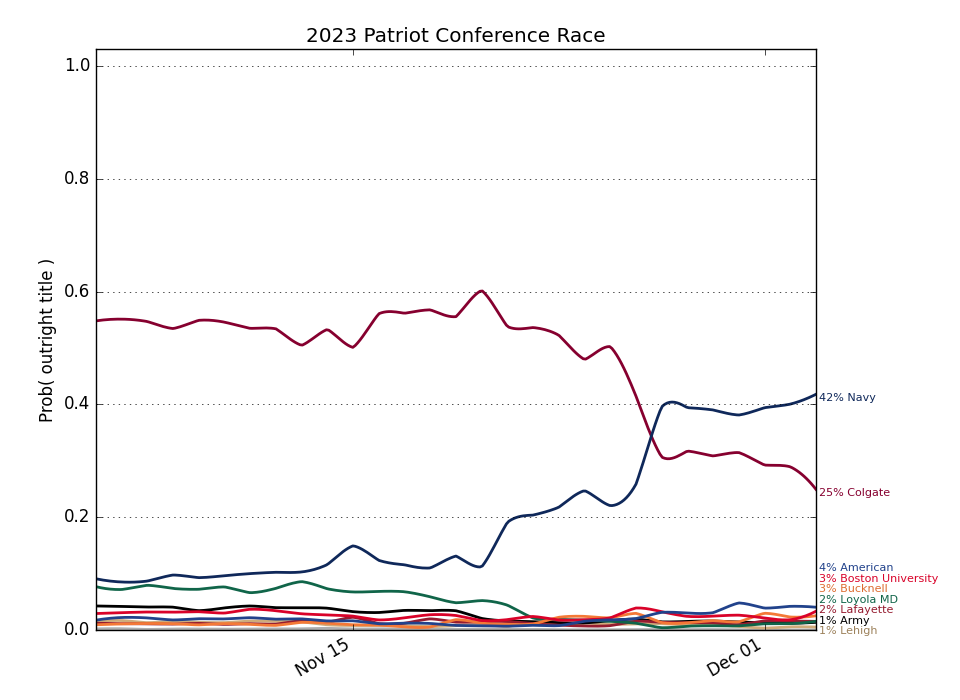 2023 Patriot Conference Race
1.0
0.8
0.6
0.4
0.2
0.0
Prob( outright title )
Nov 15
Dec 01
42% Navy
25% Colgate
4% American
3% Boston University
3% Bucknell
2% Loyola MD
2% Lafayette
1% Army
1% Lehigh